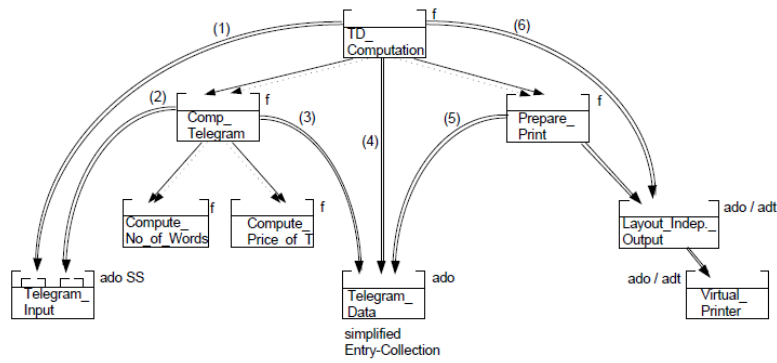 (1)
f
(6)
TD_
Computation
(2)
f
(3)
f
Comp_
Telegram
(4)
(5)
Prepare_
Print
f
f
ado / adt
Compute_
No_of_Words
Compute_
Price_of_T
Layout_Indep._
Output
ado SS
ado
ado / adt
Telegram_
Input
Telegram_
Data
Virtual_
Printer
simplified
Entry-Collection